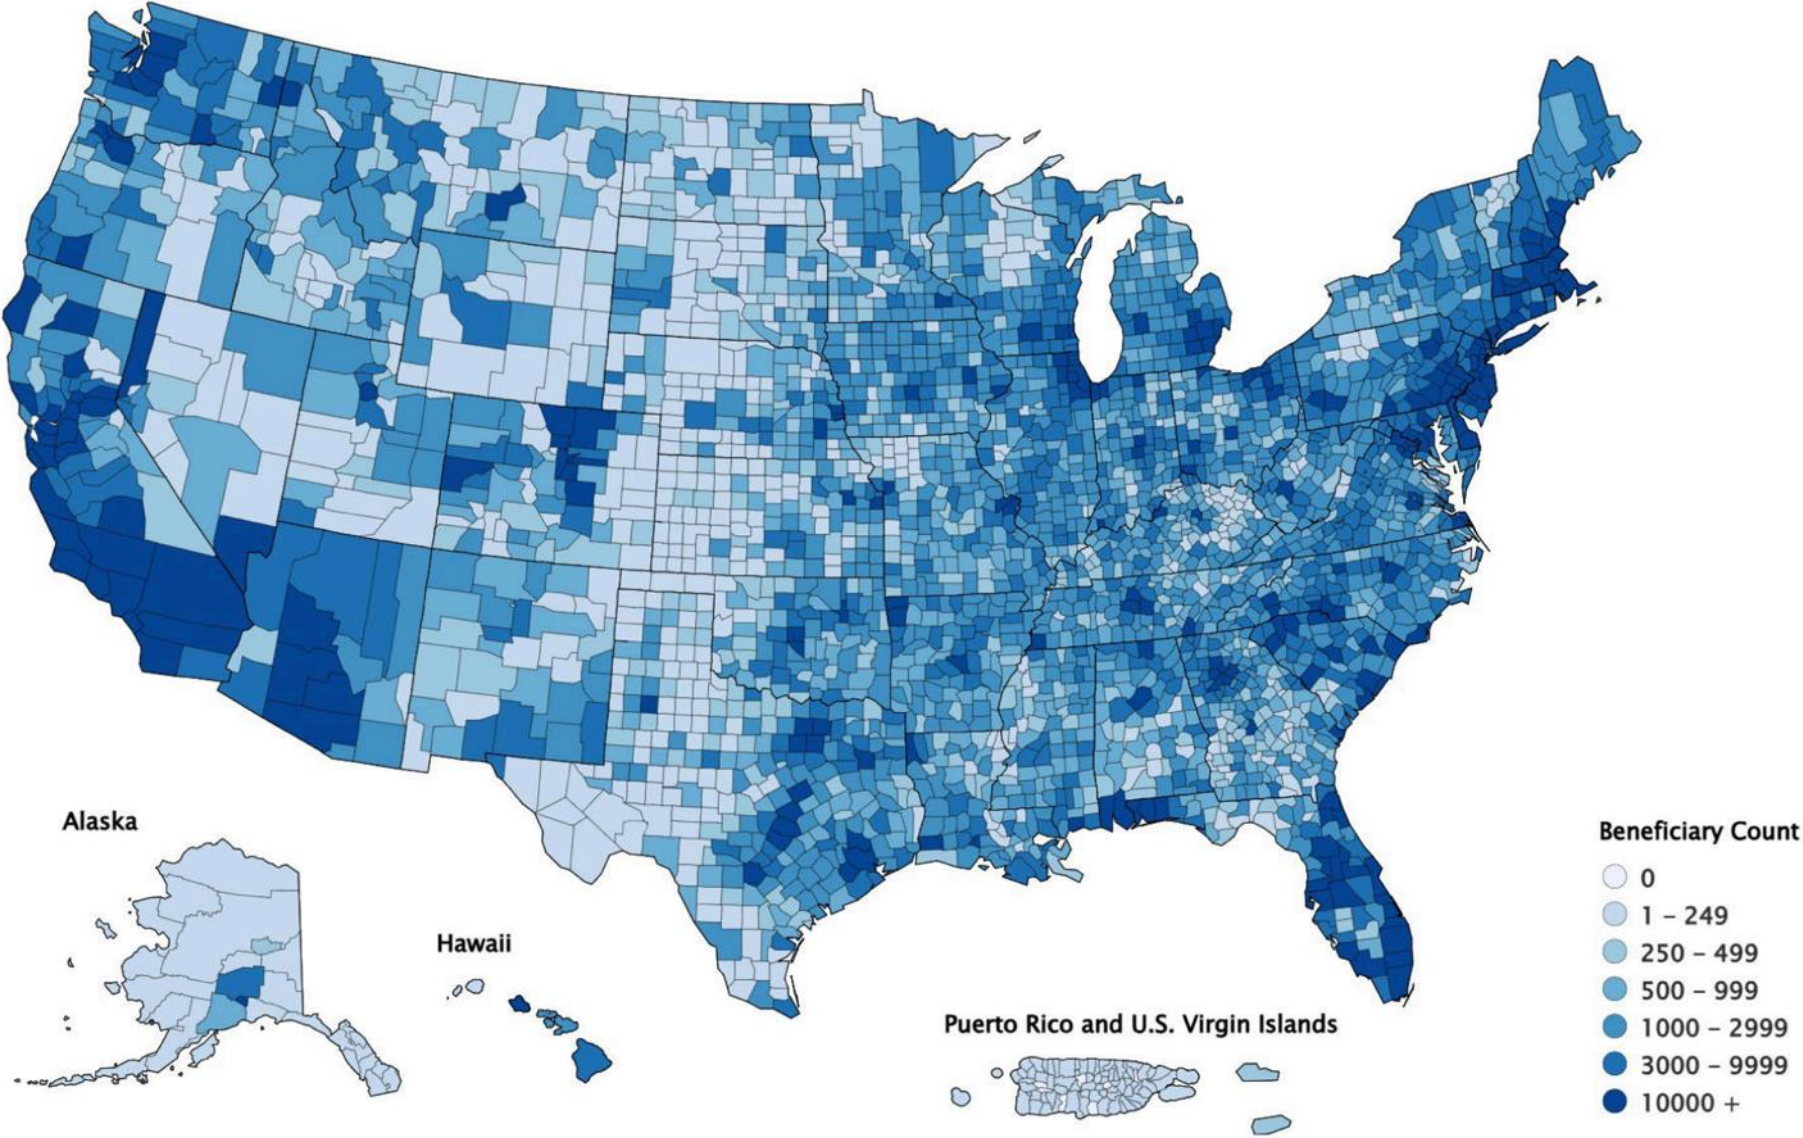 Alaska
Hawaii
Puerto Rico and U.S. Virgin Islands
Beneficiary Count
0
1 – 249
250 – 499
500 – 999
1000 – 2999
3000 – 9999
10000 +